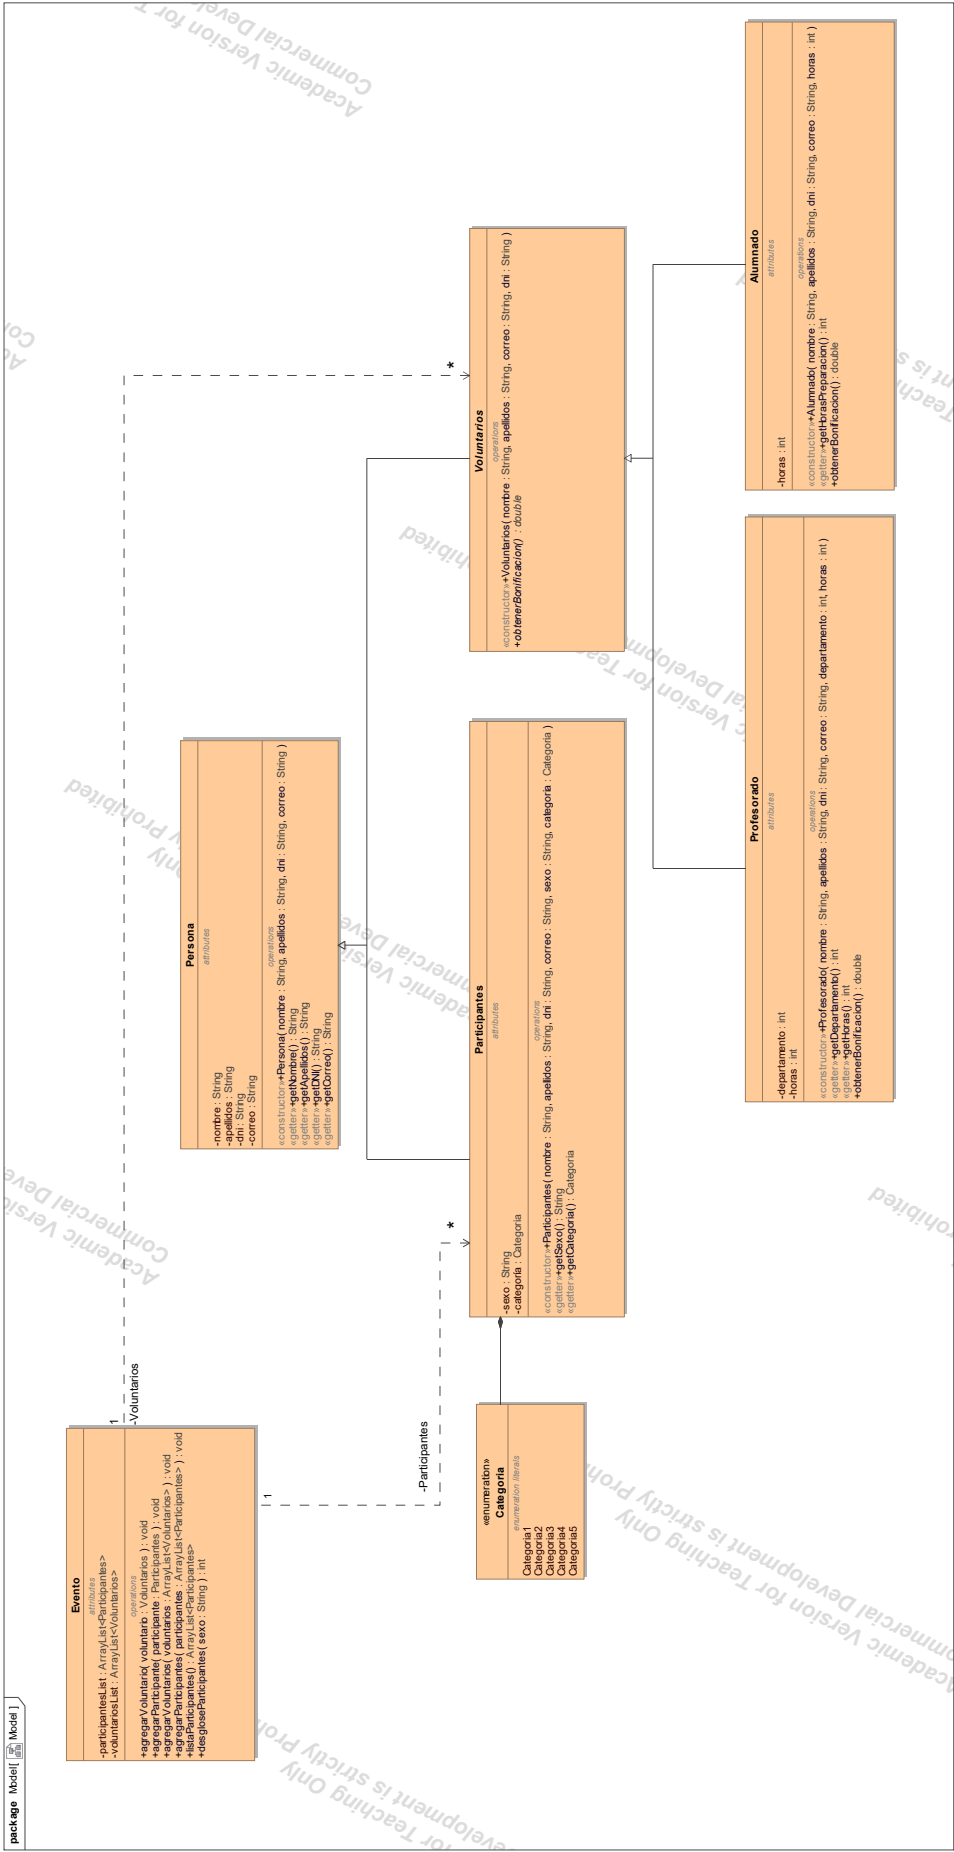 package Model[ Model ]
Evento
attributes
-participantesList : ArrayList<Participantes>
-voluntariosList : ArrayList<Voluntarios>
operations
+agregarVoluntario( voluntario : Voluntarios ) : void
+agregarParticipante( participante : Participantes ) : void
+agregarVoluntarios( voluntarios : ArrayList<Voluntarios> ) : void
+agregarParticipantes( participantes : ArrayList<Participantes> ) : void
+listaParticipantes() : ArrayList<Participantes>
+desgloseParticipantes( sexo : String ) : int
1
-Voluntarios
*
1
-Participantes
*
Persona
attributes
-nombre : String
-apellidos : String
-dni : String
-correo : String
operations
«constructor»+Persona( nombre : String, apellidos : String, dni : String, correo : String )
«getter»+getNombre() : String
«getter»+getApellidos() : String
«getter»+getDNI() : String
«getter»+getCorreo() : String
«enumeration»
Categoria
enumeration literals
Categoria1
Categoria2
Categoria3
Categoria4
Categoria5
Participantes
attributes
-sexo : String
-categoria : Categoria
operations
«constructor»+Participantes( nombre : String, apellidos : String, dni : String, correo : String, sexo : String, categoria : Categoria )
«getter»+getSexo() : String
«getter»+getCategoria() : Categoria
Voluntarios
operations
«constructor»+Voluntarios( nombre : String, apellidos : String, correo : String, dni : String )
+obtenerBonificacion() : double
Profesorado
attributes
-departamento : int
-horas : int
operations
«constructor»+Profesorado( nombre : String, apellidos : String, dni : String, correo : String, departamento : int, horas : int )
«getter»+getDepartamento() : int
«getter»+getHoras() : int
+obtenerBonificacion() : double
Alumnado
attributes
-horas : int
operations
«constructor»+Alumnado( nombre : String, apellidos : String, dni : String, correo : String, horas : int )
«getter»+getHorasPreparacion() : int
+obtenerBonificacion() : double
Academic Version for Teaching Only
Commercial Development is strictly Prohibited